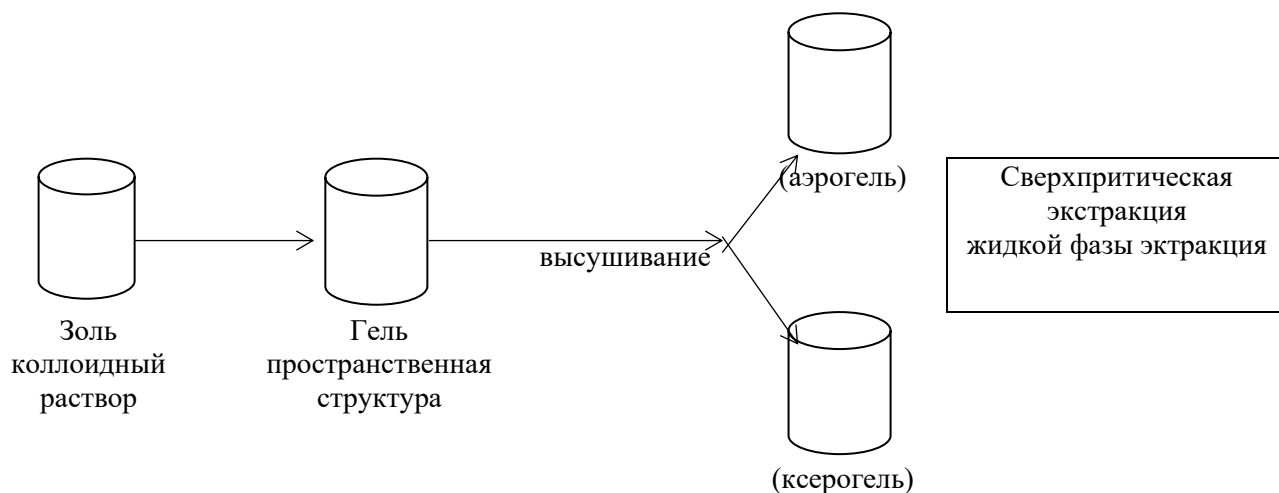 (аэрогель)
Сверхпритическая
экстракция
жидкой фазы эктракция
высушивание
Золь
коллоидный
раствор
Гель
пространственная
структура
(ксерогель)